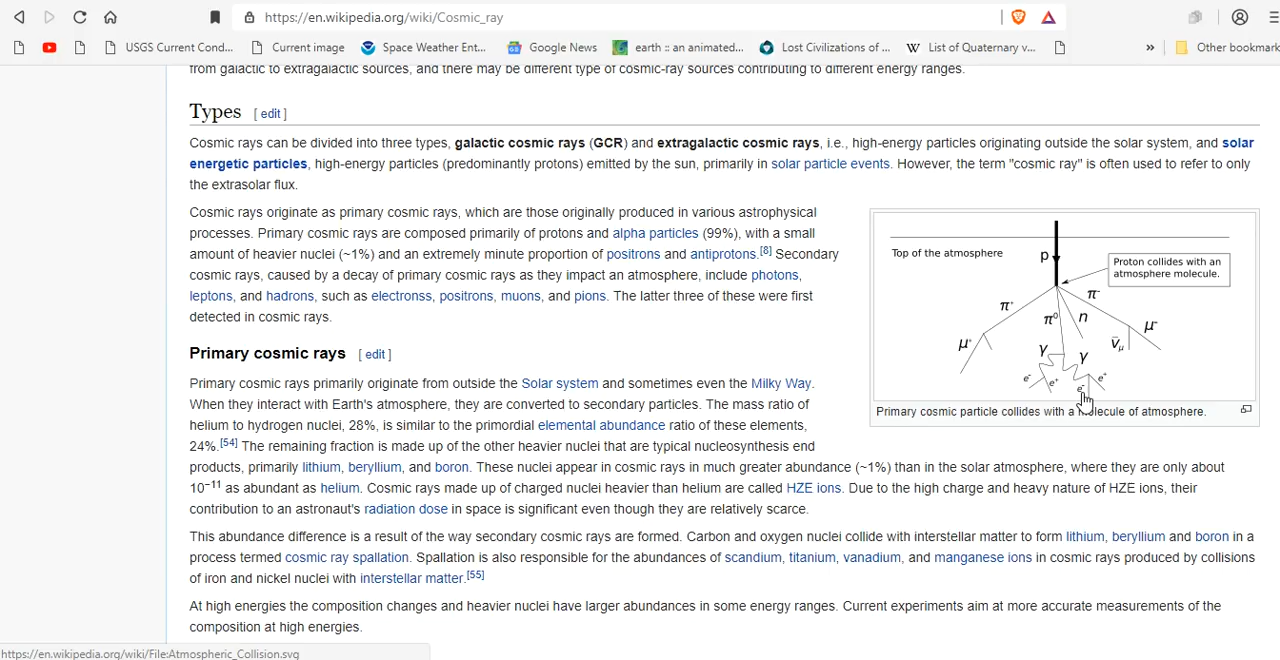 https://en.wikipedia.org/wiki/Cosmic_ray
USGS Current Cond... Current image Space Weather Ent... Google News earth :: an animated... Lost Civilizations of ... W List of Quaternary v... » Other bookmark
from galactic to extragalactic sources, and there may be different type of cosmic-ray sources contributing to different energy ranges.
Types [ edit ]
Cosmic rays can be divided into three types, galactic cosmic rays (GCR) and extragalactic cosmic rays, i.e., high-energy particles originating outside the solar system, and solar
energetic particles, high-energy particles (predominantly protons) emitted by the sun, primarily in solar particle events. However, the term "cosmic ray" is often used to refer to only
the extrasolar flux.
Cosmic rays originate as primary cosmic rays, which are those originally produced in various astrophysical
processes. Primary cosmic rays are composed primarily of protons and alpha particles (99%), with a small
amount of heavier nuclei (~1%) and an extremely minute proportion of positrons and antiprotons.[8] Secondary
cosmic rays, caused by a decay of primary cosmic rays as they impact an atmosphere, include photons,
leptons, and hadrons, such as electronss, positrons, muons, and pions. The latter three of these were first
detected in cosmic rays.
Top of the atmosphere
p
Proton collides with an
atmosphere molecule.
π⁺ π⁰ n π⁻
μ⁺ γ γ ν̄μ μ⁻
e⁻ e⁺ e⁻ e⁺
Primary cosmic particle collides with a molecule of atmosphere.
Primary cosmic rays [ edit ]
Primary cosmic rays primarily originate from outside the Solar system and sometimes even the Milky Way.
When they interact with Earth's atmosphere, they are converted to secondary particles. The mass ratio of
helium to hydrogen nuclei, 28%, is similar to the primordial elemental abundance ratio of these elements,
24%.[54] The remaining fraction is made up of the other heavier nuclei that are typical nucleosynthesis end
products, primarily lithium, beryllium, and boron. These nuclei appear in cosmic rays in much greater abundance (~1%) than in the solar atmosphere, where they are only about
10⁻¹¹ as abundant as helium. Cosmic rays made up of charged nuclei heavier than helium are called HZE ions. Due to the high charge and heavy nature of HZE ions, their
contribution to an astronaut's radiation dose in space is significant even though they are relatively scarce.
This abundance difference is a result of the way secondary cosmic rays are formed. Carbon and oxygen nuclei collide with interstellar matter to form lithium, beryllium and boron in a
process termed cosmic ray spallation. Spallation is also responsible for the abundances of scandium, titanium, vanadium, and manganese ions in cosmic rays produced by collisions
of iron and nickel nuclei with interstellar matter.[55]
At high energies the composition changes and heavier nuclei have larger abundances in some energy ranges. Current experiments aim at more accurate measurements of the
composition at high energies.
https://en.wikipedia.org/wiki/File:Atmospheric_Collision.svg